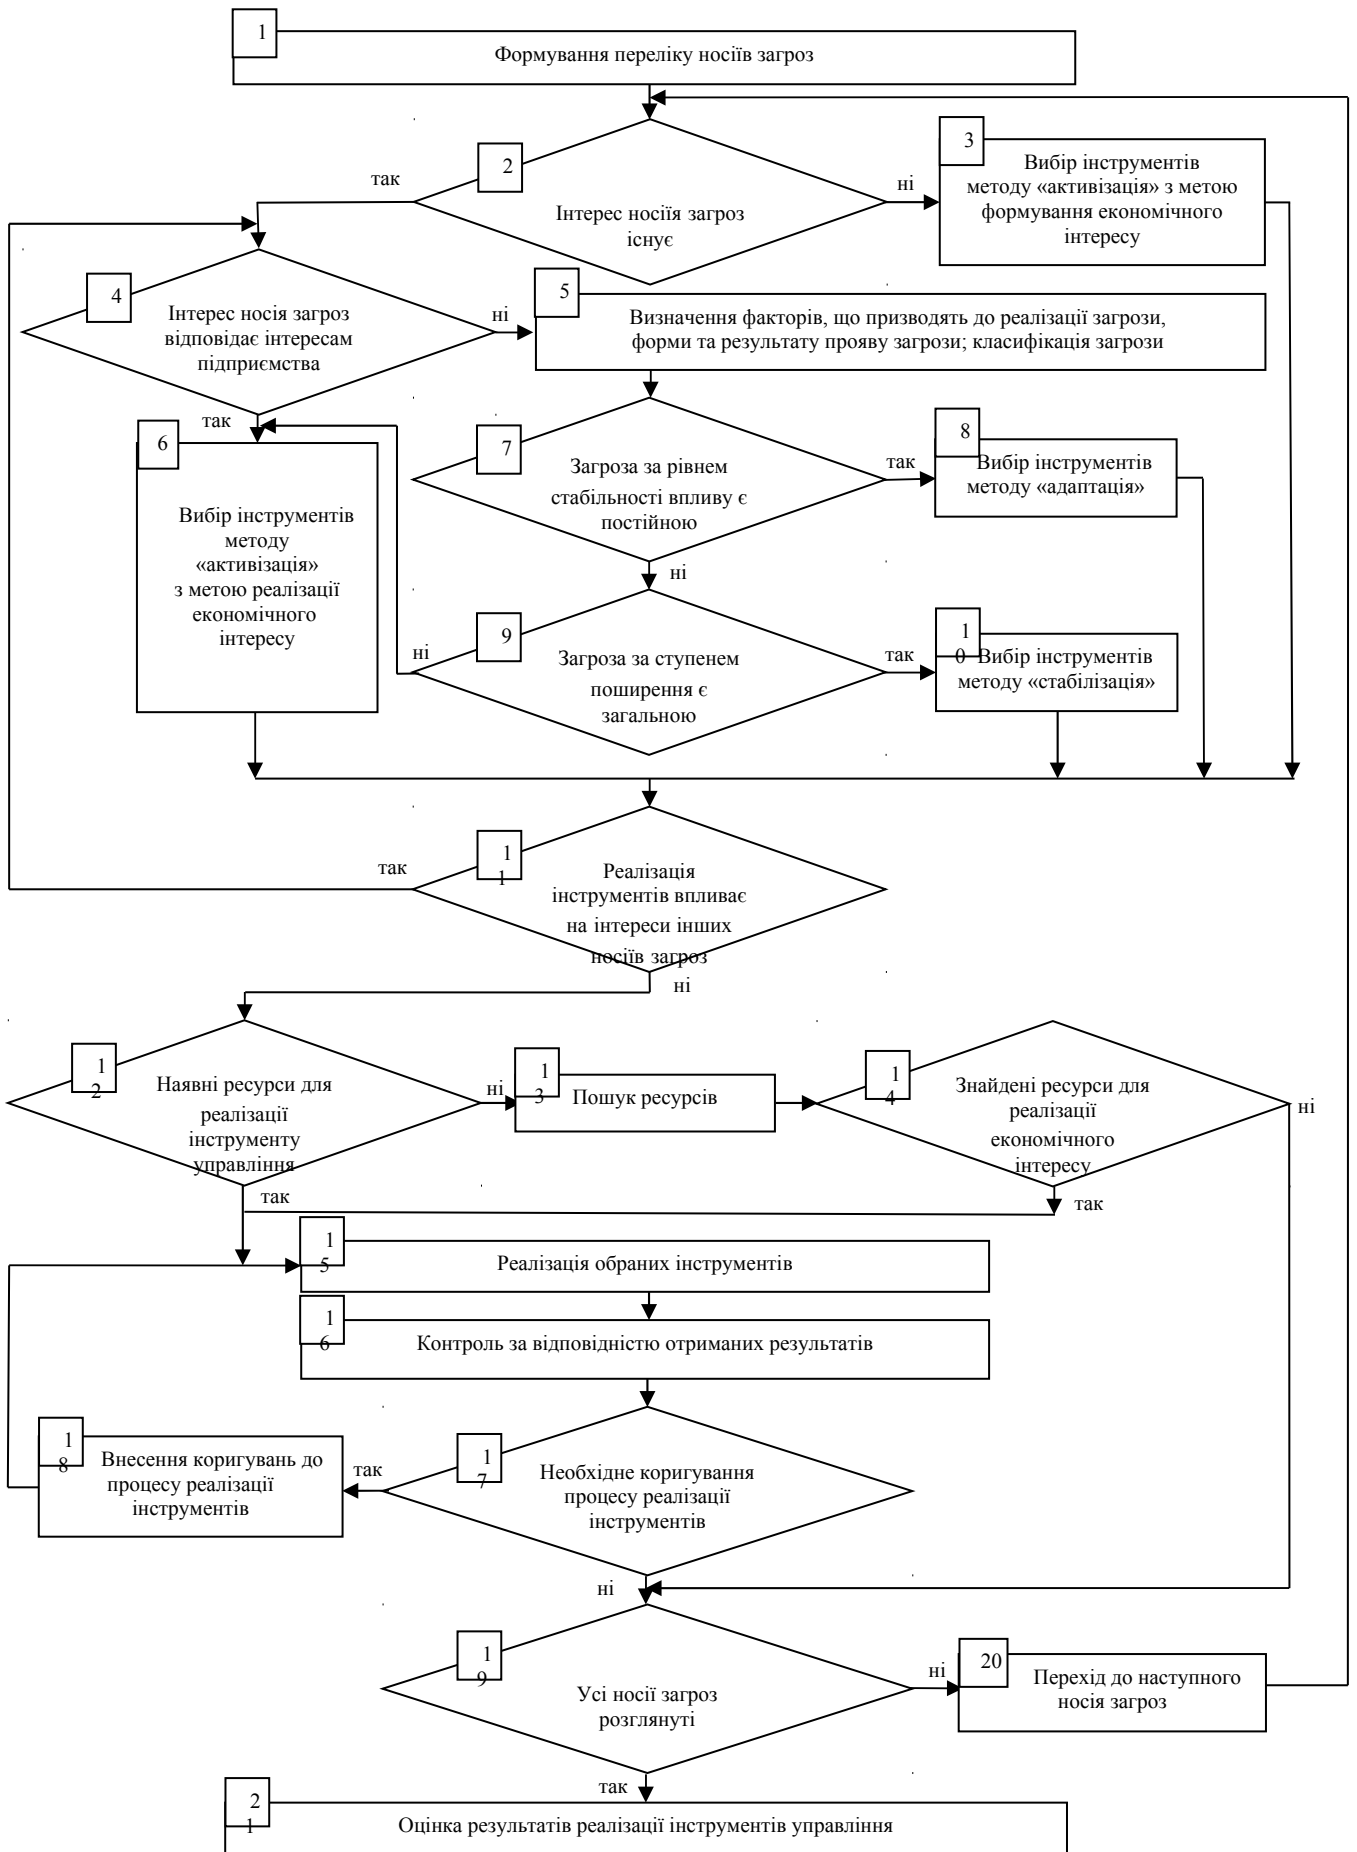 1
Формування переліку носіїв загроз
2
так
ні
Інтерес носіїя загроз
існує
3
Вибір інструментів
методу «активізація» з метою
формування економічного
інтересу
4
Інтерес носія загроз
відповідає інтересам
підприємства
ні
так
5
Визначення факторів, що призводять до реалізації загрози,
форми та результату прояву загрози; класифікація загрози
6
Вибір інструментів
методу
«активізація»
з метою реалізації
економічного
інтересу
7
Загроза за рівнем
стабільності впливу є
постійною
так
ні
8
Вибір інструментів
методу «адаптація»
9
ні
Загроза за ступенем
поширення є
загальною
так
1
0
Вибір інструментів
методу «стабілізація»
1
1
так
Реалізація
інструментів впливає
на інтереси інших
носіїв загроз
ні
1
2
Наявні ресурси для
реалізації
інструменту
управління
ні
так
1
3
Пошук ресурсів
1
4
Знайдені ресурси для
реалізації
економічного
інтересу
ні
так
1
5
Реалізація обраних інструментів
1
6
Контроль за відповідністю отриманих результатів
1
7
Необхідне коригування
процесу реалізації
інструментів
так
ні
1
8
Внесення коригувань до
процесу реалізації
інструментів
1
9
Усі носії загроз
розглянуті
ні
так
20
Перехід до наступного
носія загроз
2
1
Оцінка результатів реалізації інструментів управління